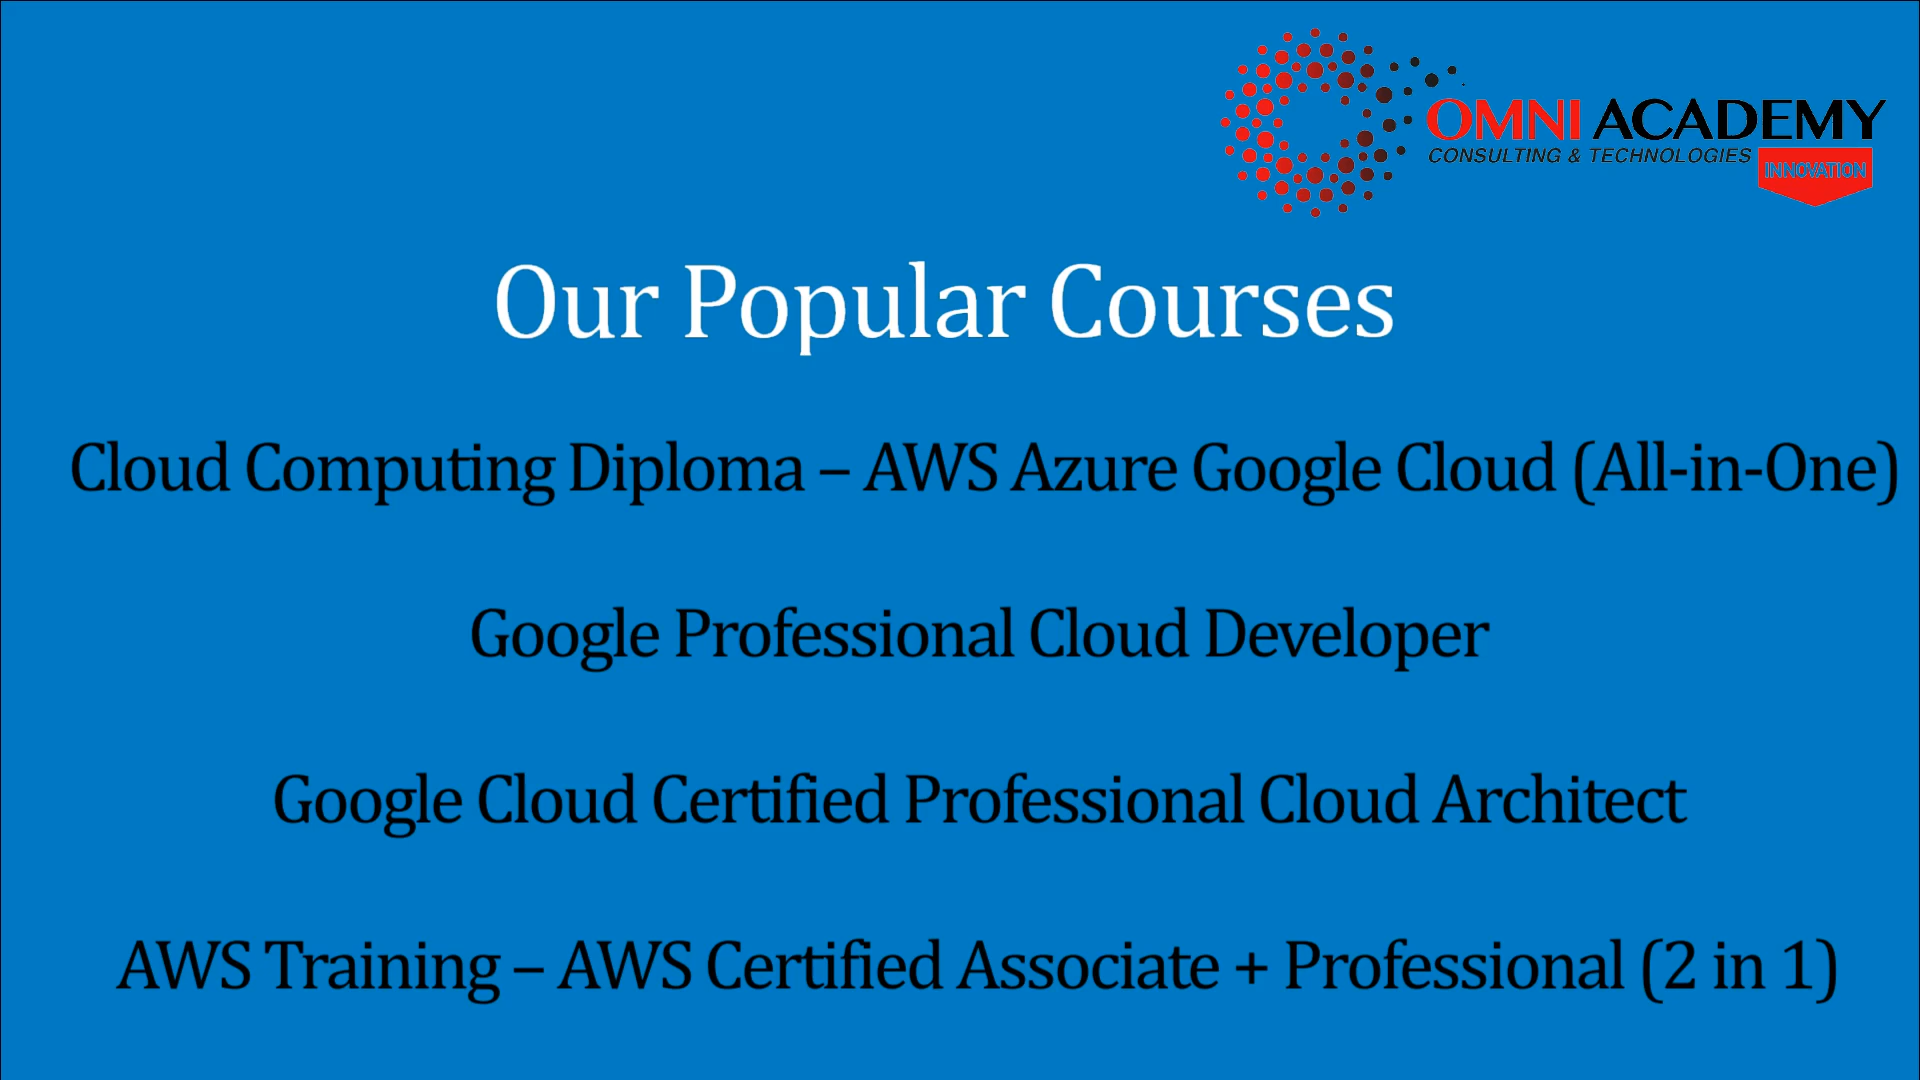 OMNI ACADEMY
CONSULTING & TECHNOLOGIES
INNOVATION
Our Popular Courses
Cloud Computing Diploma – AWS Azure Google Cloud (All-in-One)
Google Professional Cloud Developer
Google Cloud Certified Professional Cloud Architect
AWS Training – AWS Certified Associate + Professional (2 in 1)